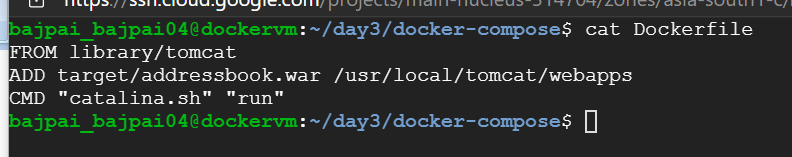 https://ssh.cloud.google.com/projects/main-nucleus-314704/zones/asia-south1-c/
bajpai_bajpai04@dockervm:~/day3/docker-compose$ cat Dockerfile
FROM library/tomcat
ADD target/addressbook.war /usr/local/tomcat/webapps
CMD "catalina.sh" "run"
bajpai_bajpai04@dockervm:~/day3/docker-compose$